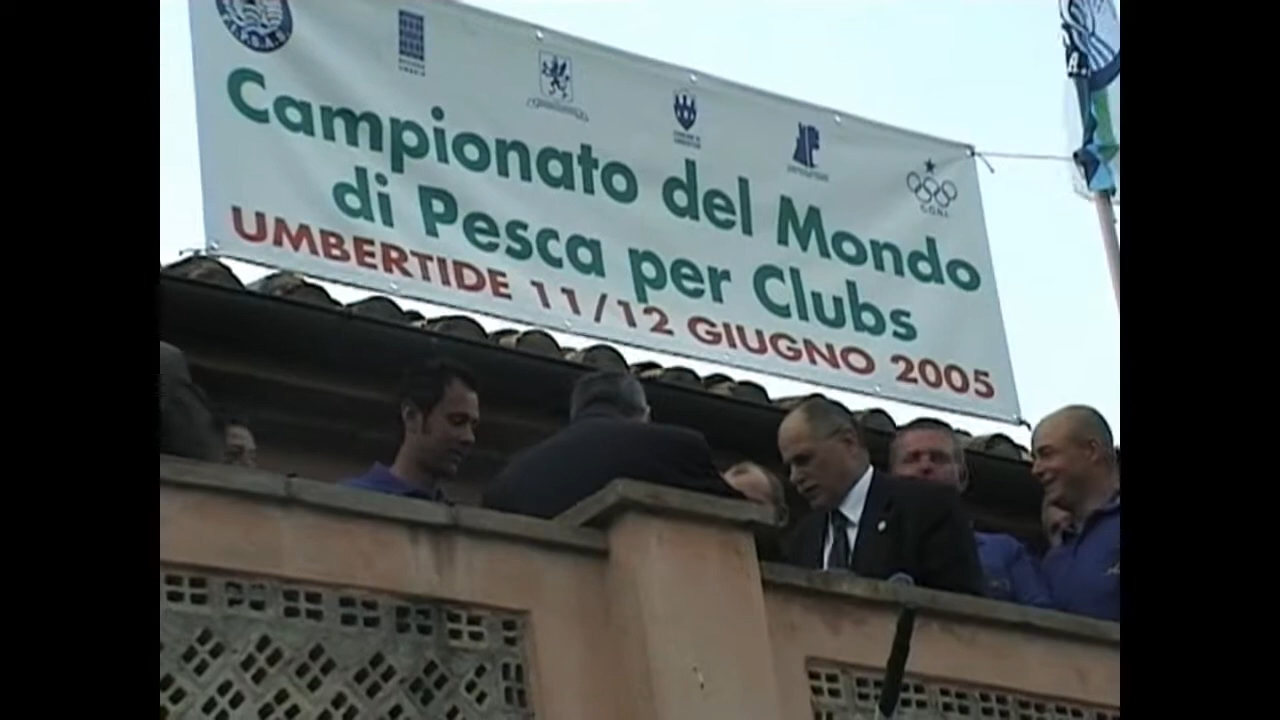 Campionato del Mondo
di Pesca per Clubs
UMBERTIDE 11/12 GIUGNO 2005